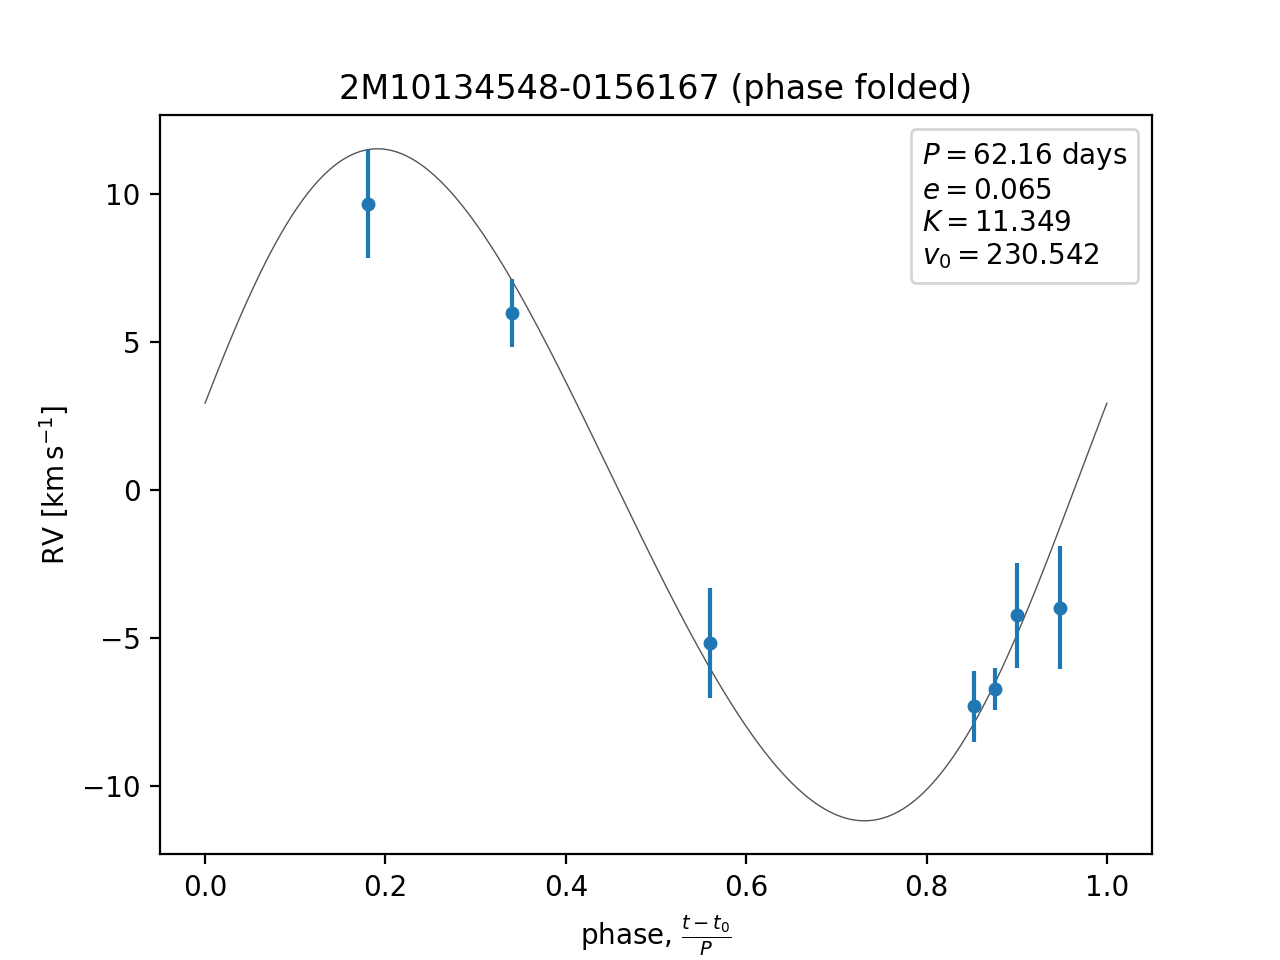 2M10134548-0156167 (phase folded)
P = 62.16 days
e = 0.065
K = 11.349
v₀ = 230.542
10
5
0
−5
−10
RV [km s⁻¹]
0.0 0.2 0.4 0.6 0.8 1.0
phase, (t − t₀)/P